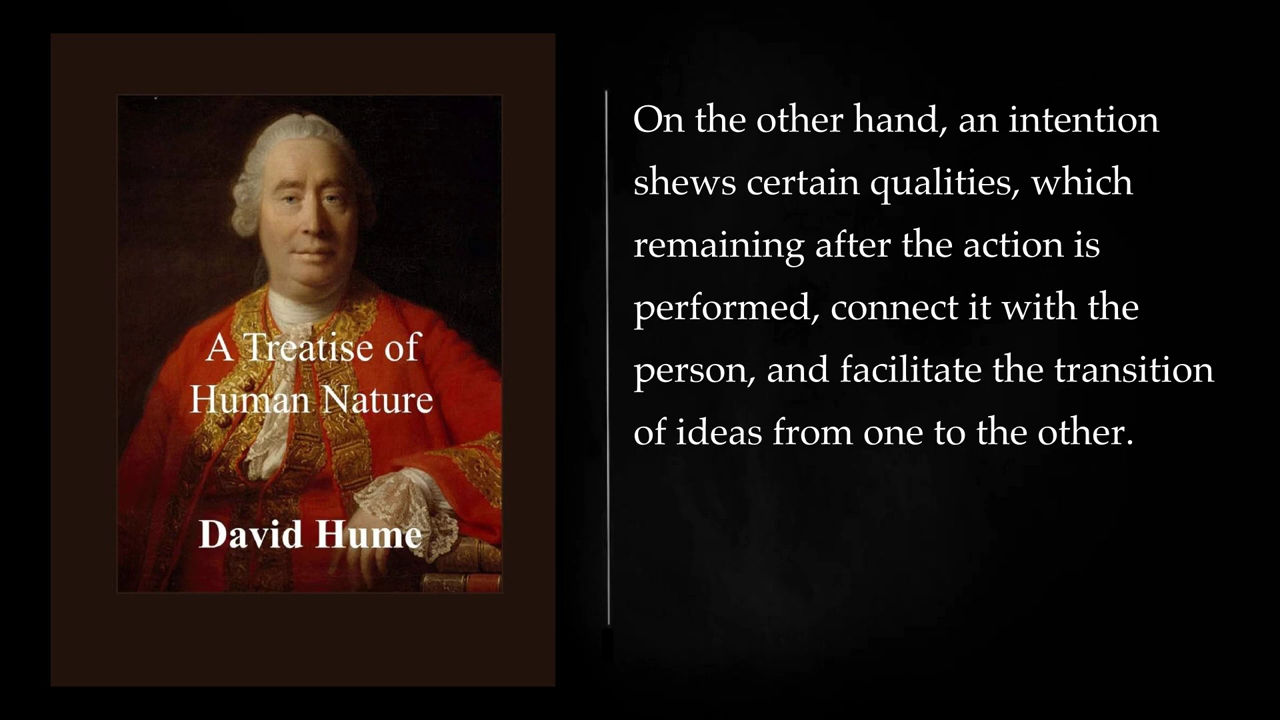 A Treatise of
Human Nature
David Hume
On the other hand, an intention
shews certain qualities, which
remaining after the action is
performed, connect it with the
person, and facilitate the transition
of ideas from one to the other.